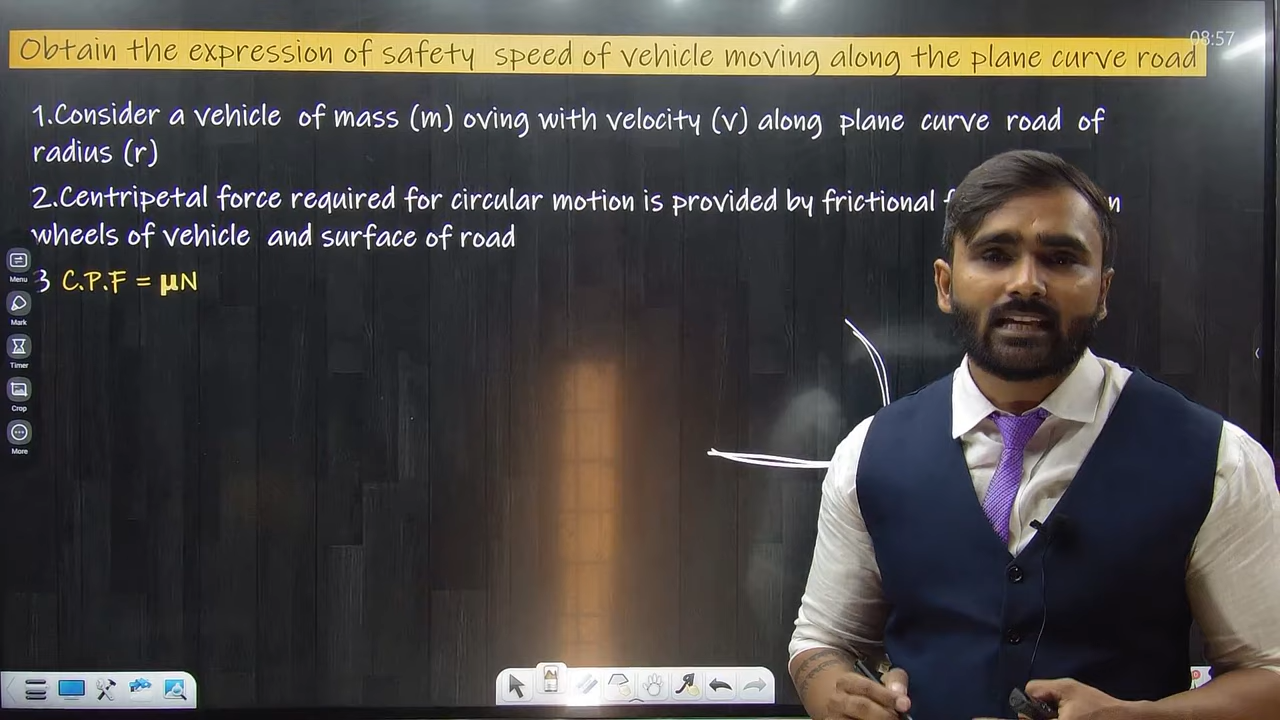 08:57
Obtain the expression of safety speed of vehicle moving along the plane curve road
1.Consider a vehicle of mass (m) oving with velocity (v) along plane curve road of
radius (r)
2.Centripetal force required for circular motion is provided by frictional
wheels of vehicle and surface of road
3 C.P.F = μN
Menu
Mark
Timer
Crop
More